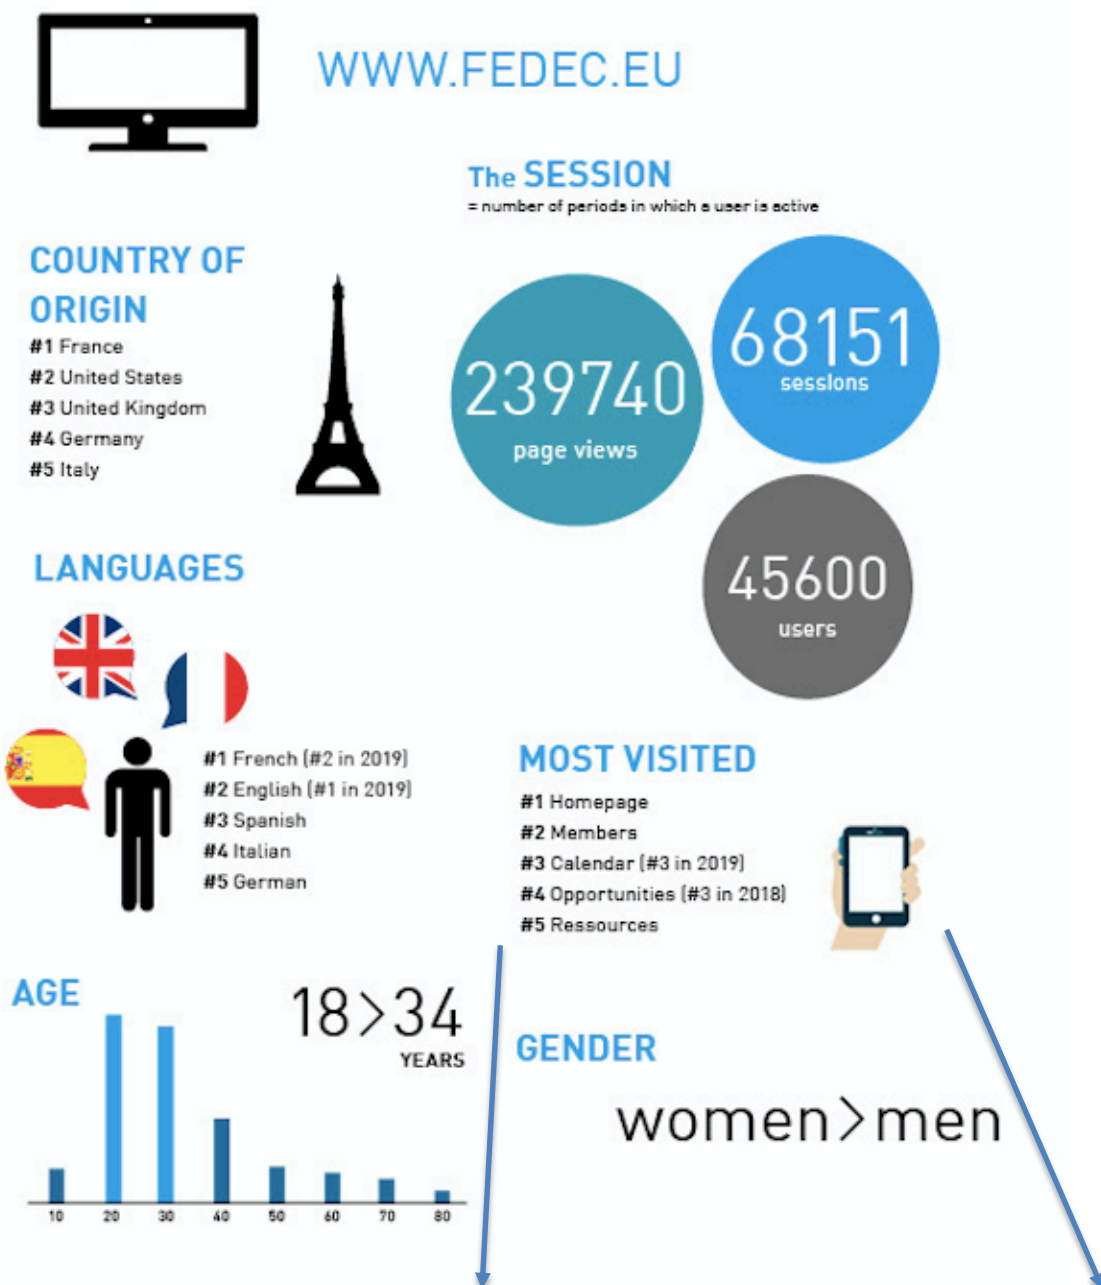 WWW.FEDEC.EU
The SESSION
= number of periods in which a user is active
COUNTRY OF
ORIGIN
#1 France
#2 United States
#3 United Kingdom
#4 Germany
#5 Italy
239740
page views
68151
sessions
45600
users
LANGUAGES
#1 French (#2 in 2019)
#2 English (#1 in 2019)
#3 Spanish
#4 Italian
#5 German
MOST VISITED
#1 Homepage
#2 Members
#3 Calendar (#3 in 2019)
#4 Opportunities (#3 in 2018)
#5 Ressources
AGE
18>34
YEARS
10 20 30 40 50 60 70 80
GENDER
women>men